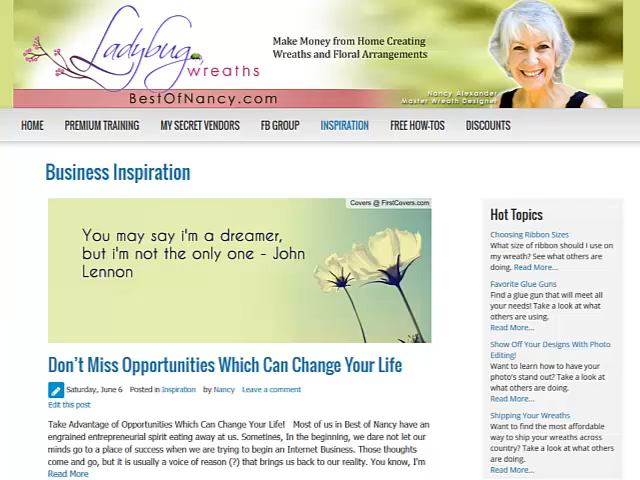 Ladybug
wreaths
BestOfNancy.com
Make Money from Home Creating
Wreaths and Floral Arrangements
Nancy Alexander
Master Wreath Designer
HOME PREMIUM TRAINING MY SECRET VENDORS FB GROUP INSPIRATION FREE HOW-TOS DISCOUNTS
Business Inspiration
Covers @ FirstCovers.com
You may say i'm a dreamer,
but i'm not the only one - John
Lennon
Don't Miss Opportunities Which Can Change Your Life
Saturday, June 6 Posted in Inspiration by Nancy Leave a comment
Edit this post
Take Advantage of Opportunities Which Can Change Your Life! Most of us in Best of Nancy have an
engrained entrepreneurial spirit eating away at us. Sometines, In the beginning, we dare not let our
minds go to a place of success when we are trying to begin an Internet Business. Those thoughts
come and go, but it is usually a voice of reason (?) that brings us back to our reality. You know, I'm
Read More
Hot Topics
Choosing Ribbon Sizes
What size of ribbon should I use on
my wreath? See what others are
doing. Read More...
Favorite Glue Guns
Find a glue gun that will meet all
your needs! Take a look at what
others are using.
Read More...
Show Off Your Designs With Photo
Editing!
Want to learn how to have your
photo's stand out? Take a look at
what others are doing.
Read More...
Shipping Your Wreaths
Want to find the most affordable
way to ship your wreaths across
country? Take a look at what others
are doing.
Read More...